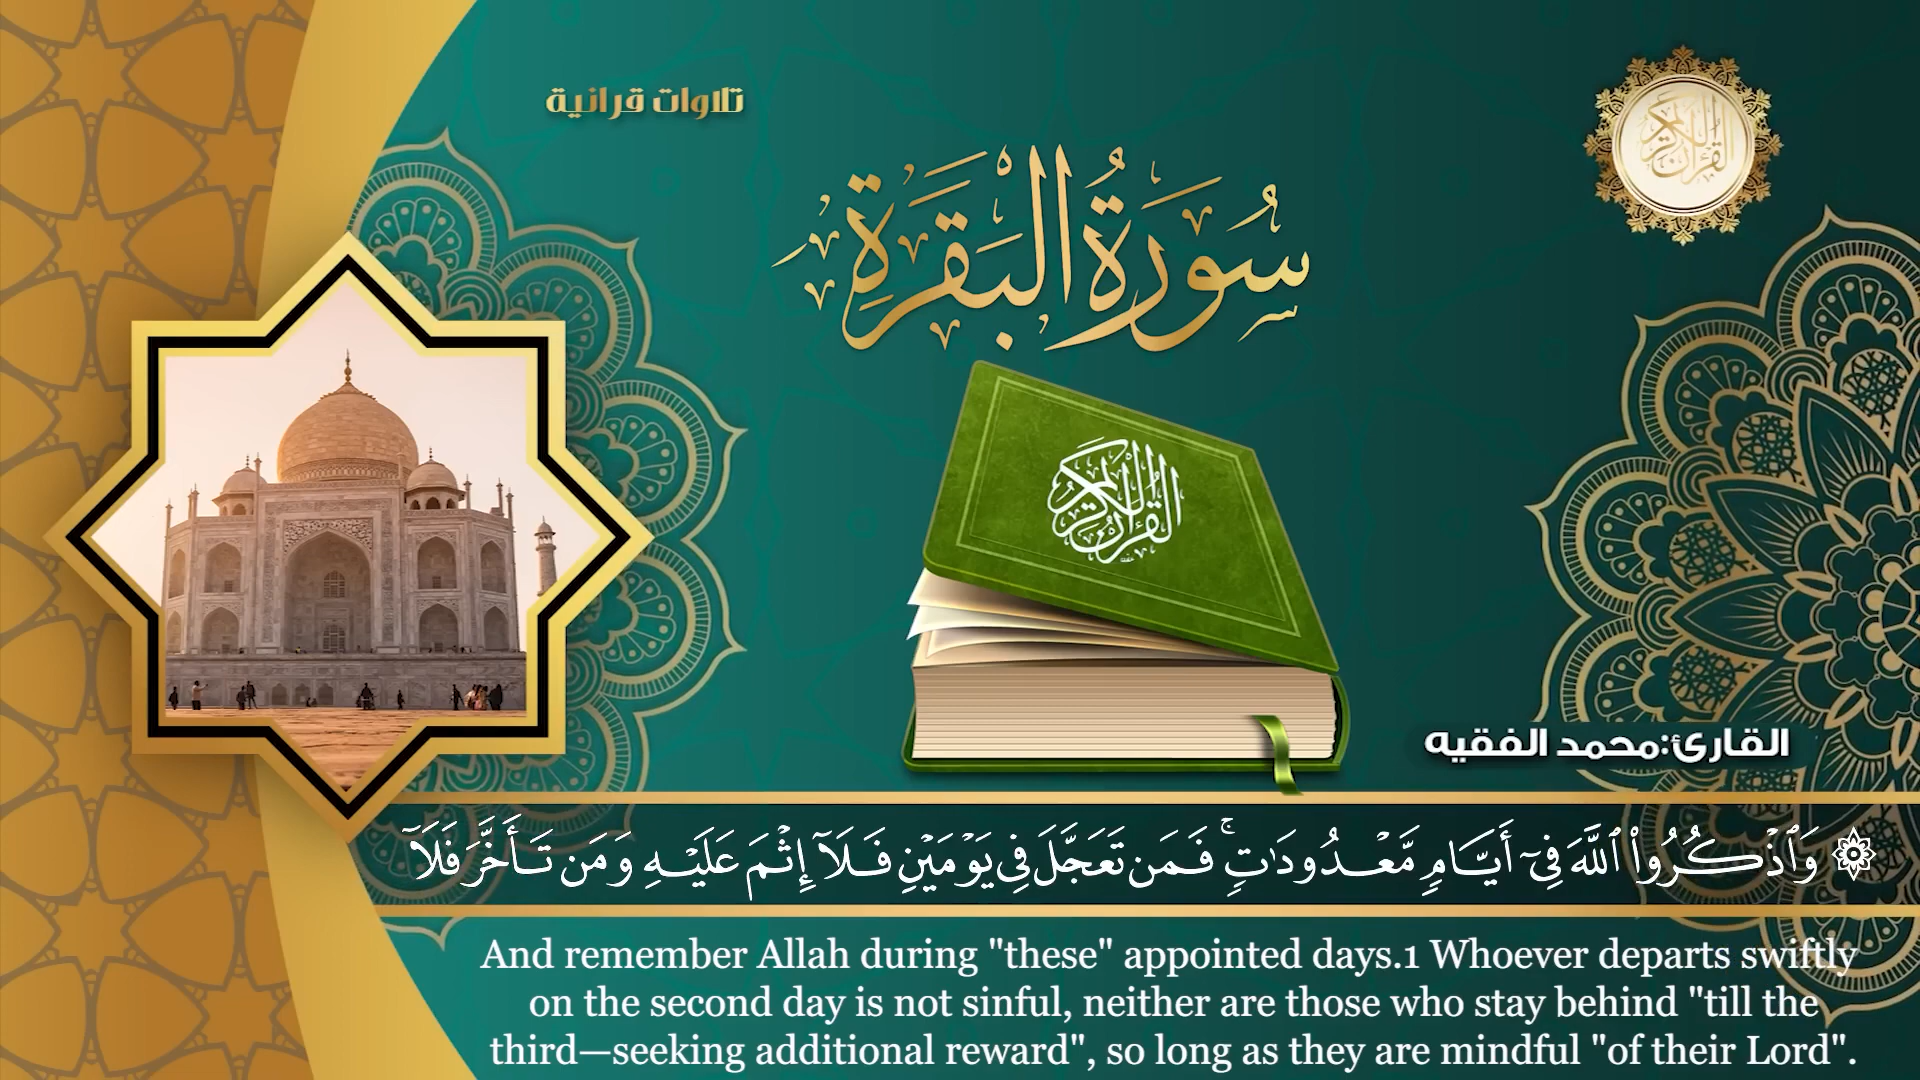 تلاوات قرانية
القرآن الكريم
سُورَةُ البَقَرَةِ
القرآن الكريم
القارئ:محمد الفقيه
۞ وَٱذۡكُرُواْ ٱللَّهَ فِيٓ أَيَّامٖ مَّعۡدُودَٰتٖۚ فَمَن تَعَجَّلَ فِي يَوۡمَيۡنِ فَلَآ إِثۡمَ عَلَيۡهِ وَمَن تَأَخَّرَ فَلَآ
And remember Allah during "these" appointed days.1 Whoever departs swiftly
on the second day is not sinful, neither are those who stay behind "till the
third—seeking additional reward", so long as they are mindful "of their Lord".